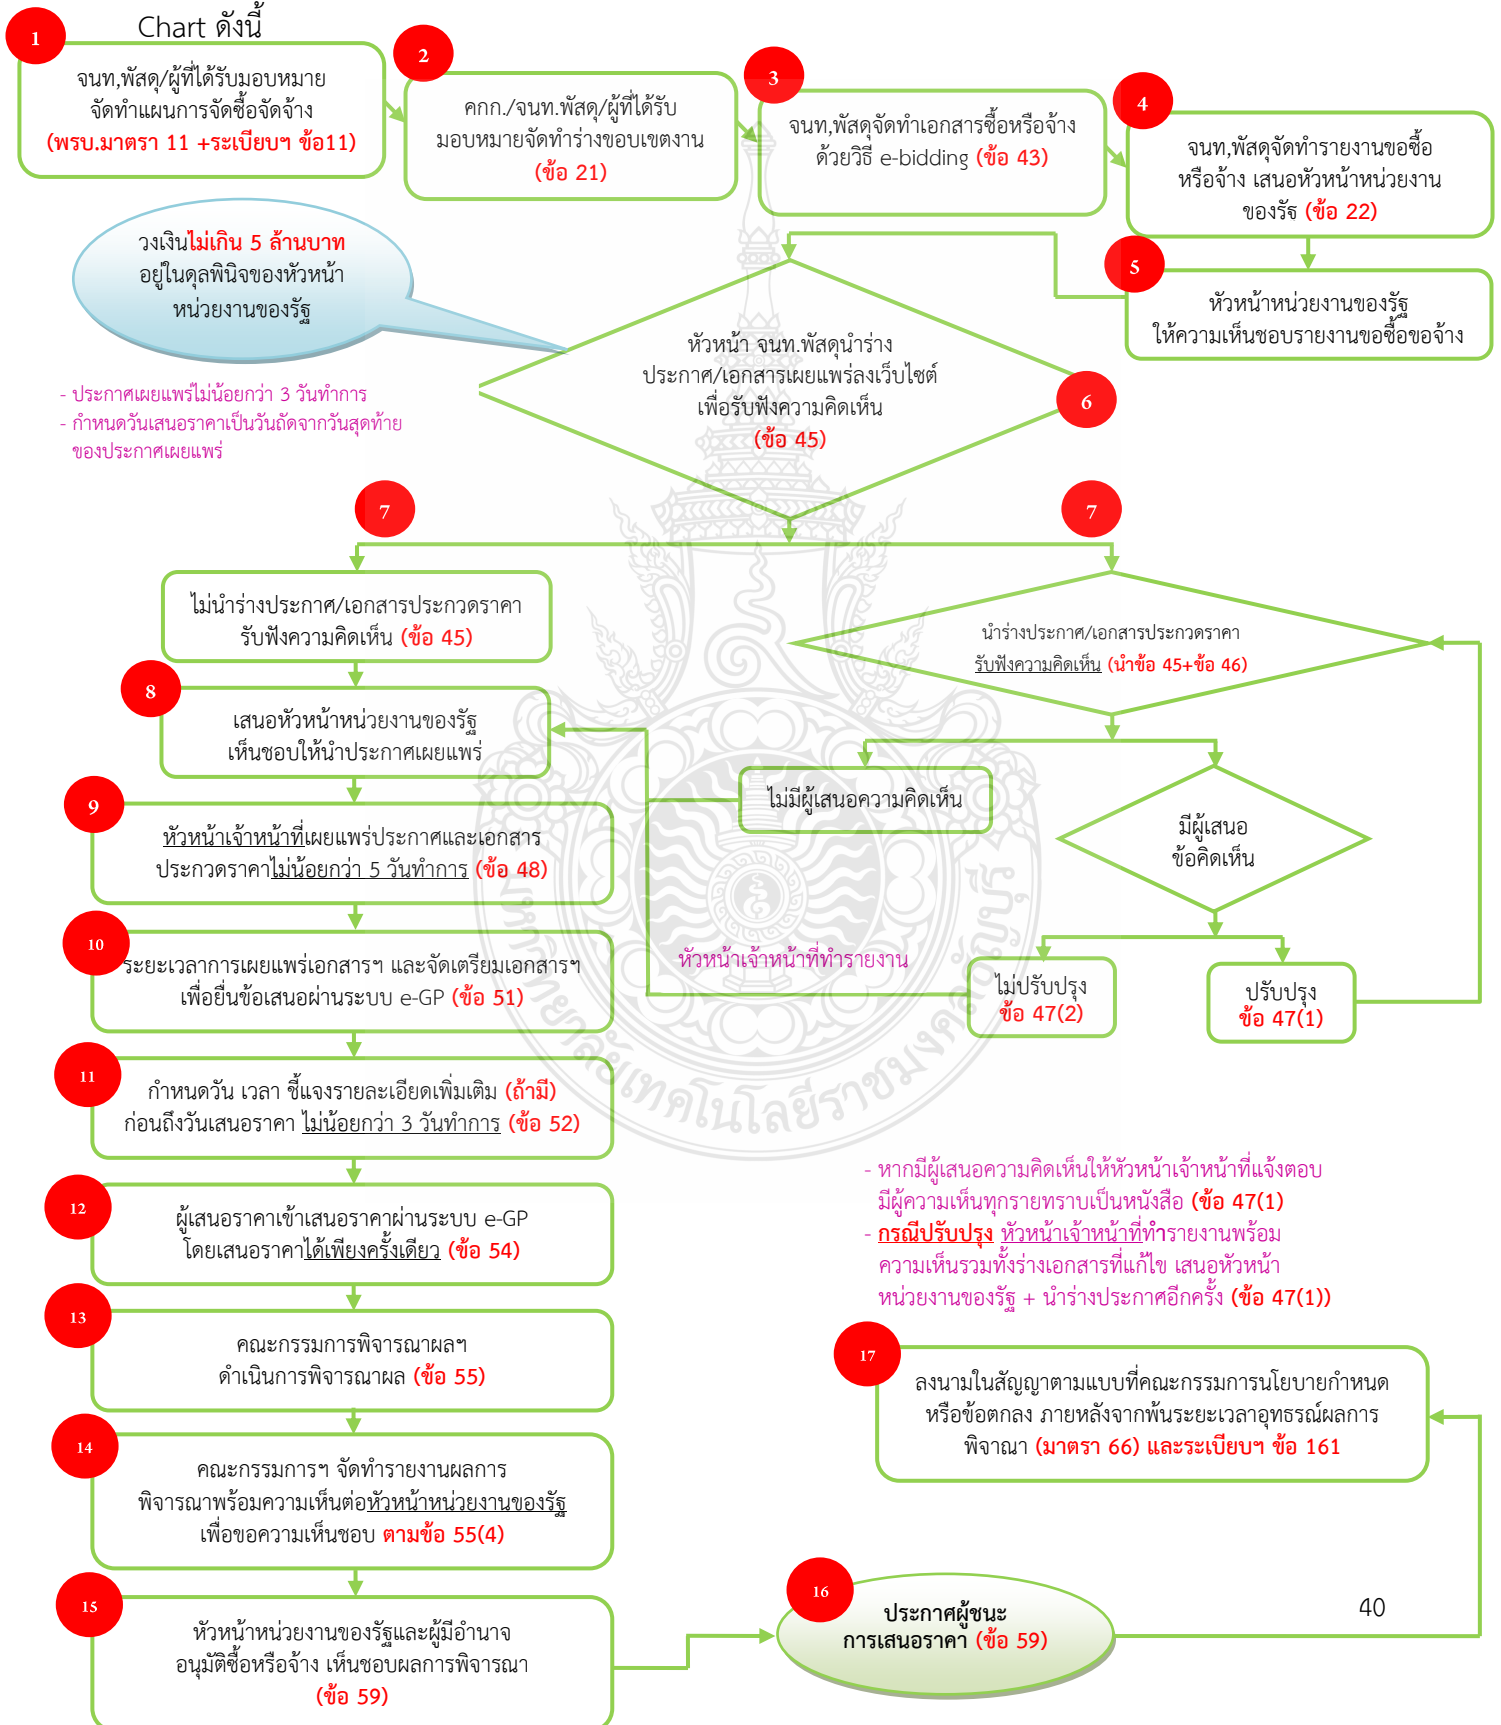 Chart ดังนี้
1
จนท,พัสดุ/ผู้ที่ได้รับมอบหมาย
จัดทำแผนการจัดซื้อจัดจ้าง
(พรบ.มาตรา 11 +ระเบียบฯ ข้อ11)
2
คกก./จนท.พัสดุ/ผู้ที่ได้รับ
มอบหมายจัดทำร่างขอบเขตงาน
(ข้อ 21)
3
จนท,พัสดุจัดทำเอกสารซื้อหรือจ้าง
ด้วยวิธี e-bidding (ข้อ 43)
4
จนท,พัสดุจัดทำรายงานขอซื้อ
หรือจ้าง เสนอหัวหน้าหน่วยงาน
ของรัฐ (ข้อ 22)
5
หัวหน้าหน่วยงานของรัฐ
ให้ความเห็นชอบรายงานขอซื้อขอจ้าง
วงเงินไม่เกิน 5 ล้านบาท
อยู่ในดุลพินิจของหัวหน้า
หน่วยงานของรัฐ
- ประกาศเผยแพร่ไม่น้อยกว่า 3 วันทำการ
- กำหนดวันเสนอราคาเป็นวันถัดจากวันสุดท้าย
ของประกาศเผยแพร่
หัวหน้า จนท.พัสดุนำร่าง
ประกาศ/เอกสารเผยแพร่ลงเว็บไซต์
เพื่อรับฟังความคิดเห็น
(ข้อ 45)
6
7
7
ไม่นำร่างประกาศ/เอกสารประกวดราคา
รับฟังความคิดเห็น (ข้อ 45)
นำร่างประกาศ/เอกสารประกวดราคา
รับฟังความคิดเห็น (นำข้อ 45+ข้อ 46)
8
เสนอหัวหน้าหน่วยงานของรัฐ
เห็นชอบให้นำประกาศเผยแพร่
ไม่มีผู้เสนอความคิดเห็น
มีผู้เสนอ
ข้อคิดเห็น
9
หัวหน้าเจ้าหน้าที่เผยแพร่ประกาศและเอกสาร
ประกวดราคาไม่น้อยกว่า 5 วันทำการ (ข้อ 48)
10
ระยะเวลาการเผยแพร่เอกสารฯ และจัดเตรียมเอกสารฯ
เพื่อยื่นข้อเสนอผ่านระบบ e-GP (ข้อ 51)
หัวหน้าเจ้าหน้าที่ทำรายงาน
ไม่ปรับปรุง
ข้อ 47(2)
ปรับปรุง
ข้อ 47(1)
มหาวิทยาลัยเทคโนโลยีราชมงคลธัญบุรี
11
กำหนดวัน เวลา ชี้แจงรายละเอียดเพิ่มเติม (ถ้ามี)
ก่อนถึงวันเสนอราคา ไม่น้อยกว่า 3 วันทำการ (ข้อ 52)
12
ผู้เสนอราคาเข้าเสนอราคาผ่านระบบ e-GP
โดยเสนอราคาได้เพียงครั้งเดียว (ข้อ 54)
- หากมีผู้เสนอความคิดเห็นให้หัวหน้าเจ้าหน้าที่แจ้งตอบ
มีผู้ความเห็นทุกรายทราบเป็นหนังสือ (ข้อ 47(1)
- กรณีปรับปรุง หัวหน้าเจ้าหน้าที่ทำรายงานพร้อม
ความเห็นรวมทั้งร่างเอกสารที่แก้ไข เสนอหัวหน้า
หน่วยงานของรัฐ + นำร่างประกาศอีกครั้ง (ข้อ 47(1))
13
คณะกรรมการพิจารณาผลฯ
ดำเนินการพิจารณาผล (ข้อ 55)
14
คณะกรรมการฯ จัดทำรายงานผลการ
พิจารณาพร้อมความเห็นต่อหัวหน้าหน่วยงานของรัฐ
เพื่อขอความเห็นชอบ ตามข้อ 55(4)
15
หัวหน้าหน่วยงานของรัฐและผู้มีอำนาจ
อนุมัติซื้อหรือจ้าง เห็นชอบผลการพิจารณา
(ข้อ 59)
16
ประกาศผู้ชนะ
การเสนอราคา (ข้อ 59)
17
ลงนามในสัญญาตามแบบที่คณะกรรมการนโยบายกำหนด
หรือข้อตกลง ภายหลังจากพ้นระยะเวลาอุทธรณ์ผลการ
พิจาณา (มาตรา 66) และระเบียบฯ ข้อ 161
40